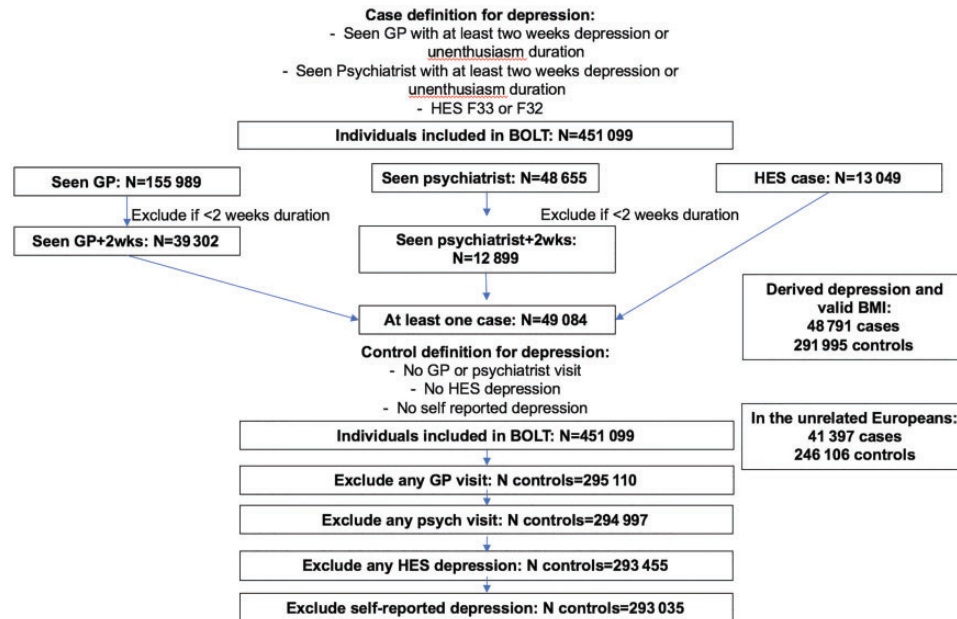 Case definition for depression:
- Seen GP with at least two weeks depression or
unenthusiasm duration
- Seen Psychiatrist with at least two weeks depression or
unenthusiasm duration
- HES F33 or F32
Individuals included in BOLT: N=451 099
Seen GP: N=155 989
Seen psychiatrist: N=48 655
HES case: N=13 049
Exclude if <2 weeks duration
Exclude if <2 weeks duration
Seen GP+2wks: N=39 302
Seen psychiatrist+2wks:
N=12 899
At least one case: N=49 084
Derived depression and
valid BMI:
48 791 cases
291 995 controls
Control definition for depression:
- No GP or psychiatrist visit
- No HES depression
- No self reported depression
In the unrelated Europeans:
41 397 cases
246 106 controls
Individuals included in BOLT: N=451 099
Exclude any GP visit: N controls=295 110
Exclude any psych visit: N controls=294 997
Exclude any HES depression: N controls=293 455
Exclude self-reported depression: N controls=293 035